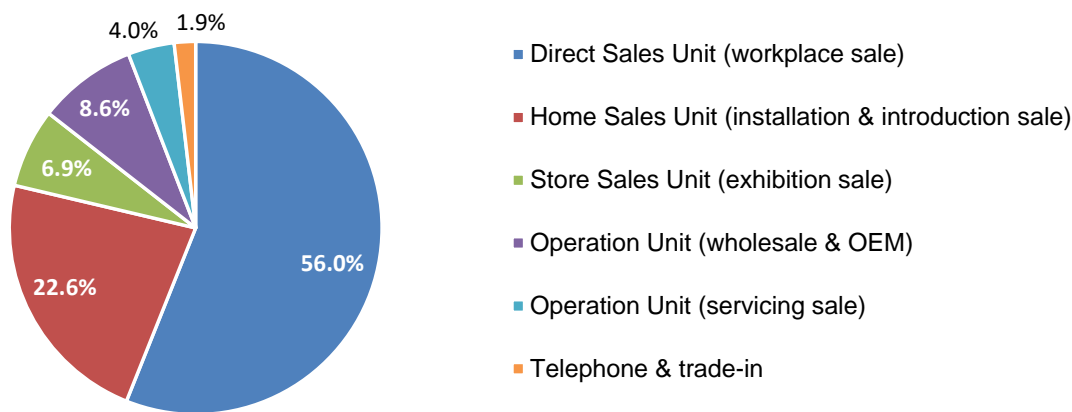 1.9%
4.0%
8.6%
6.9%
22.6%
56.0%
Direct Sales Unit (workplace sale)
Home Sales Unit (installation & introduction sale)
Store Sales Unit (exhibition sale)
Operation Unit (wholesale & OEM)
Operation Unit (servicing sale)
Telephone & trade-in